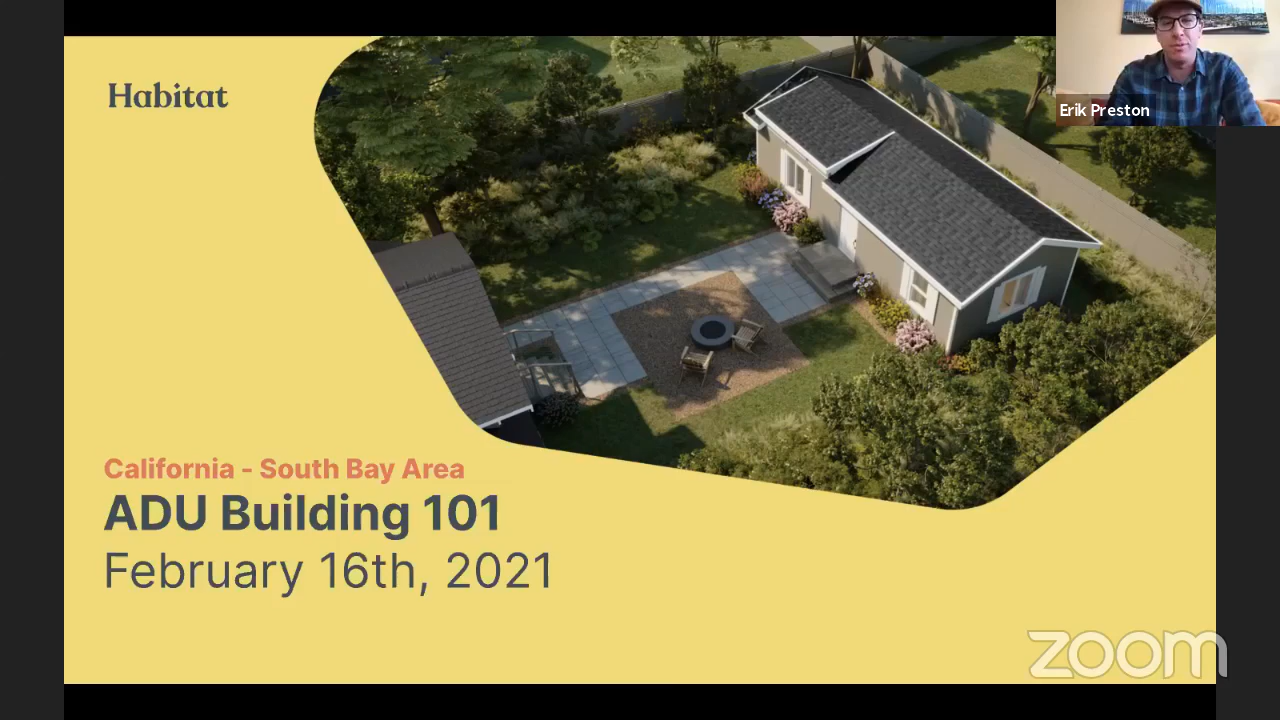 Habitat
Erik Preston
California - South Bay Area
ADU Building 101
February 16th, 2021
zoom